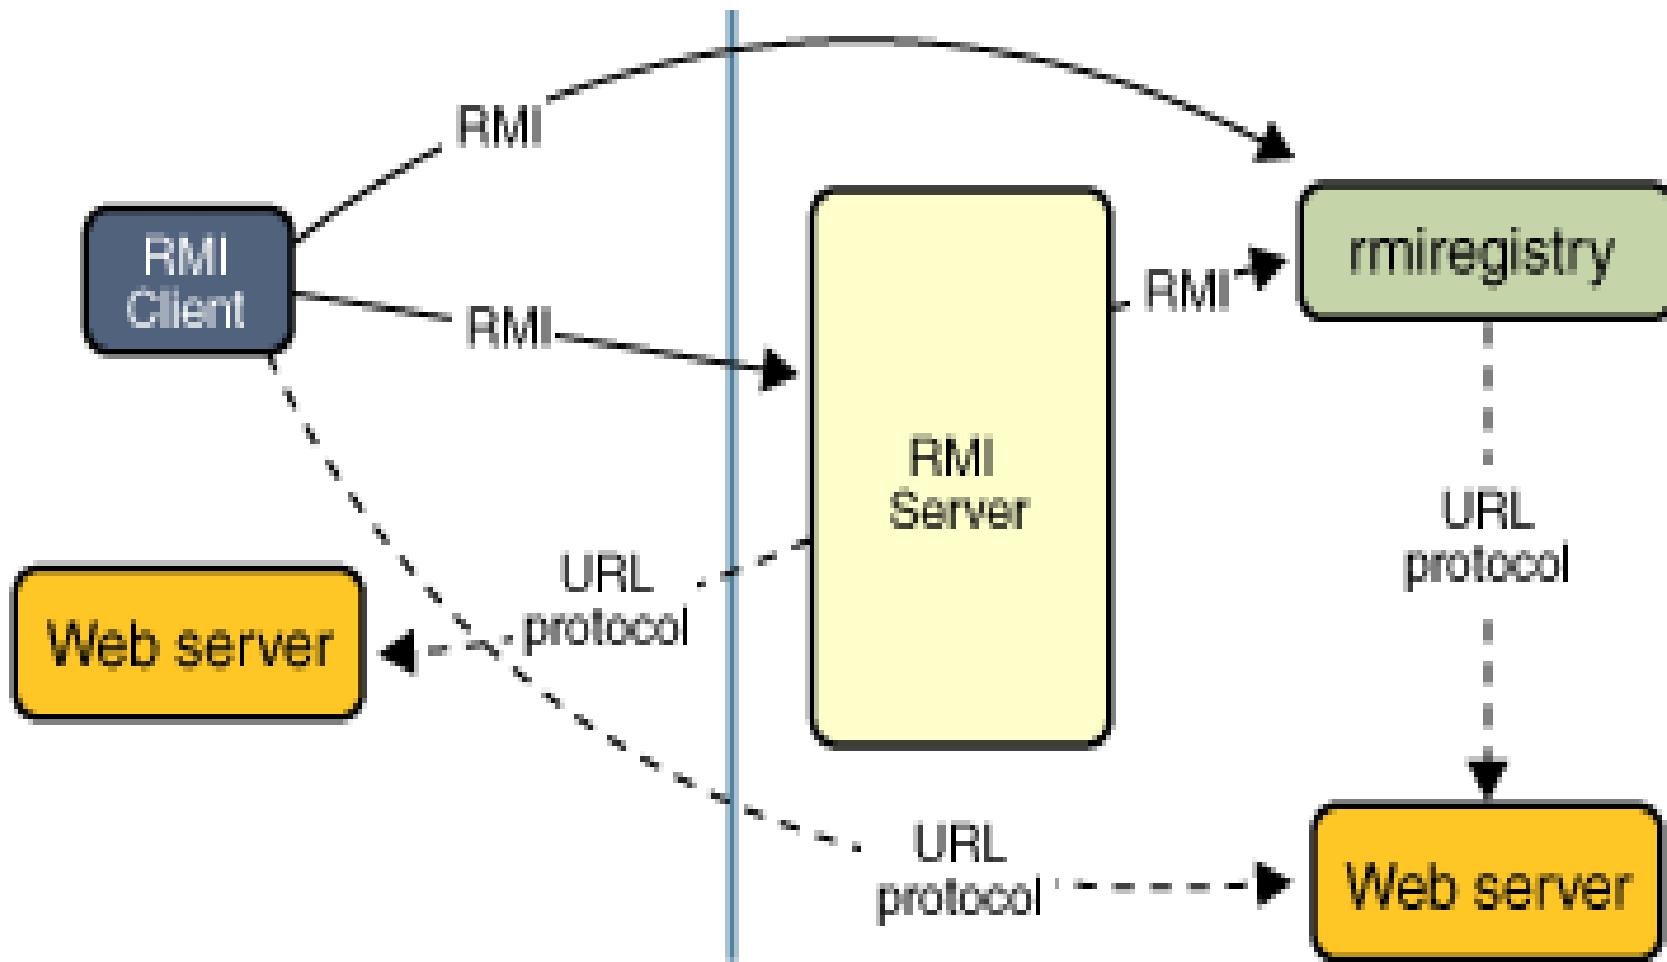 RMI
RMI
Client
RMI
RMI
rmiregistry
RMI
Server
URL
protocol
URL
protocol
Web server
URL
protocol
Web server